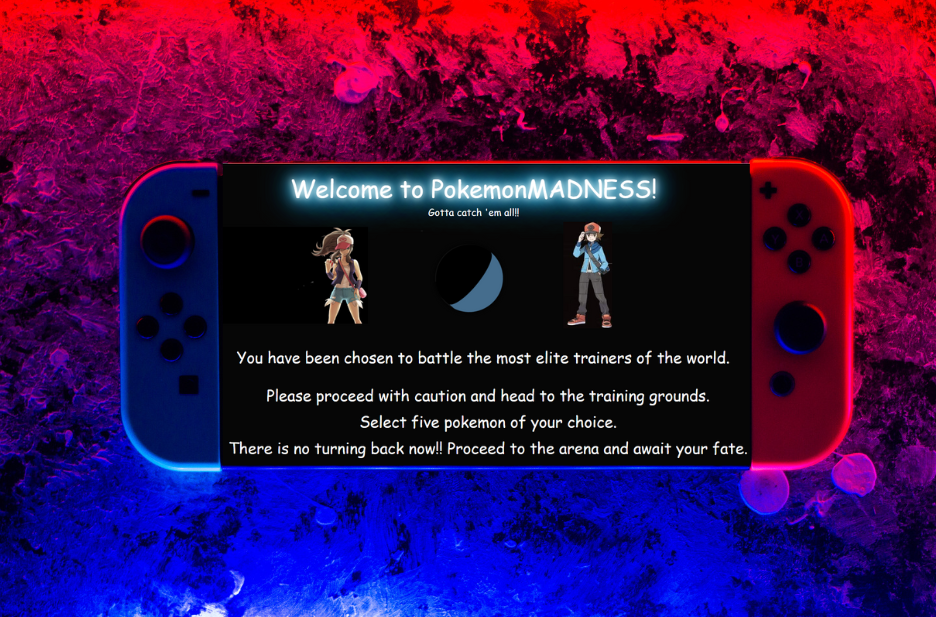 Welcome to PokemonMADNESS!
Gotta catch 'em all!!
You have been chosen to battle the most elite trainers of the world.
Please proceed with caution and head to the training grounds.
Select five pokemon of your choice.
There is no turning back now!! Proceed to the arena and await your fate.